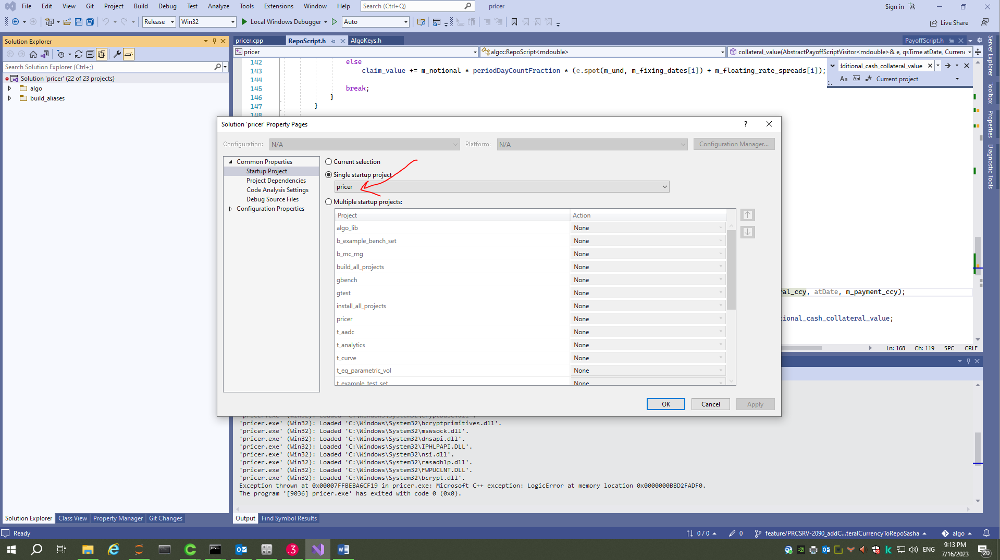 File Edit View Git Project Build Debug Test Analyze Tools Extensions Window Help Search (Ctrl+Q) pricer Sign in
Release Win32 Local Windows Debugger Auto Live Share
Solution Explorer
Search Solution Explorer (Ctrl+;)
Solution 'pricer' (22 of 23 projects)
algo
build_aliases
pricer.cpp RepoScript.h AlgoKeys.h PayoffScript.h
pricer algo::RepoScript<mdouble> collateral_value(AbstractPayoffScriptVisitor<mdouble>& e, qsTime atDate, Currenc
142 else
143 claim_value += m_notional * periodDayCountFraction * (e.spot(m_und, m_fixing_dates[i]) + m_floating_rate_spreads[i]);
144
145 break;
146 }
147 }
148
dditional_cash_collateral_value
Aa Ab .* Current project
Server Explorer
Toolbox
Properties
Diagnostic Tools
Solution 'pricer' Property Pages ?
Configuration: N/A Platform: N/A Configuration Manager...
Common Properties
Startup Project
Project Dependencies
Code Analysis Settings
Debug Source Files
Configuration Properties
Current selection
Single startup project
pricer
Multiple startup projects:
Project Action
algo_lib None
b_example_bench_set None
b_mc_rng None
build_all_projects None
gbench None
gtest None
install_all_projects None
pricer None
t_aadc None
t_analytics None
t_curve None
t_eq_parametric_vol None
t_example_test_set None
OK Cancel Apply
ral_ccy, atDate, m_payment_ccy);
tional_cash_collateral_value;
Ln: 168 Ch: 119 SPC CRLF
'pricer.exe' (Win32): Loaded 'C:\Windows\System32\cryptbase.dll'.
'pricer.exe' (Win32): Loaded 'C:\Windows\System32\bcryptprimitives.dll'.
'pricer.exe' (Win32): Loaded 'C:\Windows\System32\mswsock.dll'.
'pricer.exe' (Win32): Loaded 'C:\Windows\System32\dnsapi.dll'.
'pricer.exe' (Win32): Loaded 'C:\Windows\System32\IPHLPAPI.DLL'.
'pricer.exe' (Win32): Loaded 'C:\Windows\System32\nsi.dll'.
'pricer.exe' (Win32): Loaded 'C:\Windows\System32\rasadhlp.dll'.
'pricer.exe' (Win32): Loaded 'C:\Windows\System32\FWPUCLNT.DLL'.
'pricer.exe' (Win32): Loaded 'C:\Windows\System32\bcrypt.dll'.
Exception thrown at 0x00007FFBEBA6CF19 in pricer.exe: Microsoft C++ exception: LogicError at memory location 0x0000000BBD2FADF0.
The program '[9036] pricer.exe' has exited with code 0 (0x0).
Solution Explorer Class View Property Manager Git Changes Output Find Symbol Results
Ready 0 / 0 0 feature/PRCSRV-2090_addC...teralCurrencyToRepoSasha algo
.3 ENG 9:13 PM
7/16/2023 20